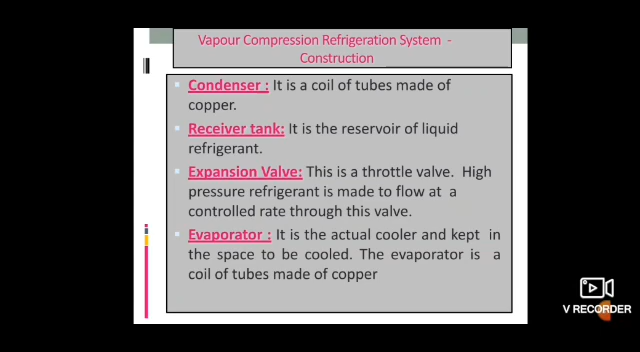 Vapour Compression Refrigeration System -
Construction
Condenser : It is a coil of tubes made of
copper.
Receiver tank: It is the reservoir of liquid
refrigerant.
Expansion Valve: This is a throttle valve. High
pressure refrigerant is made to flow at a
controlled rate through this valve.
Evaporator : It is the actual cooler and kept in
the space to be cooled. The evaporator is a
coil of tubes made of copper
V RECORDER